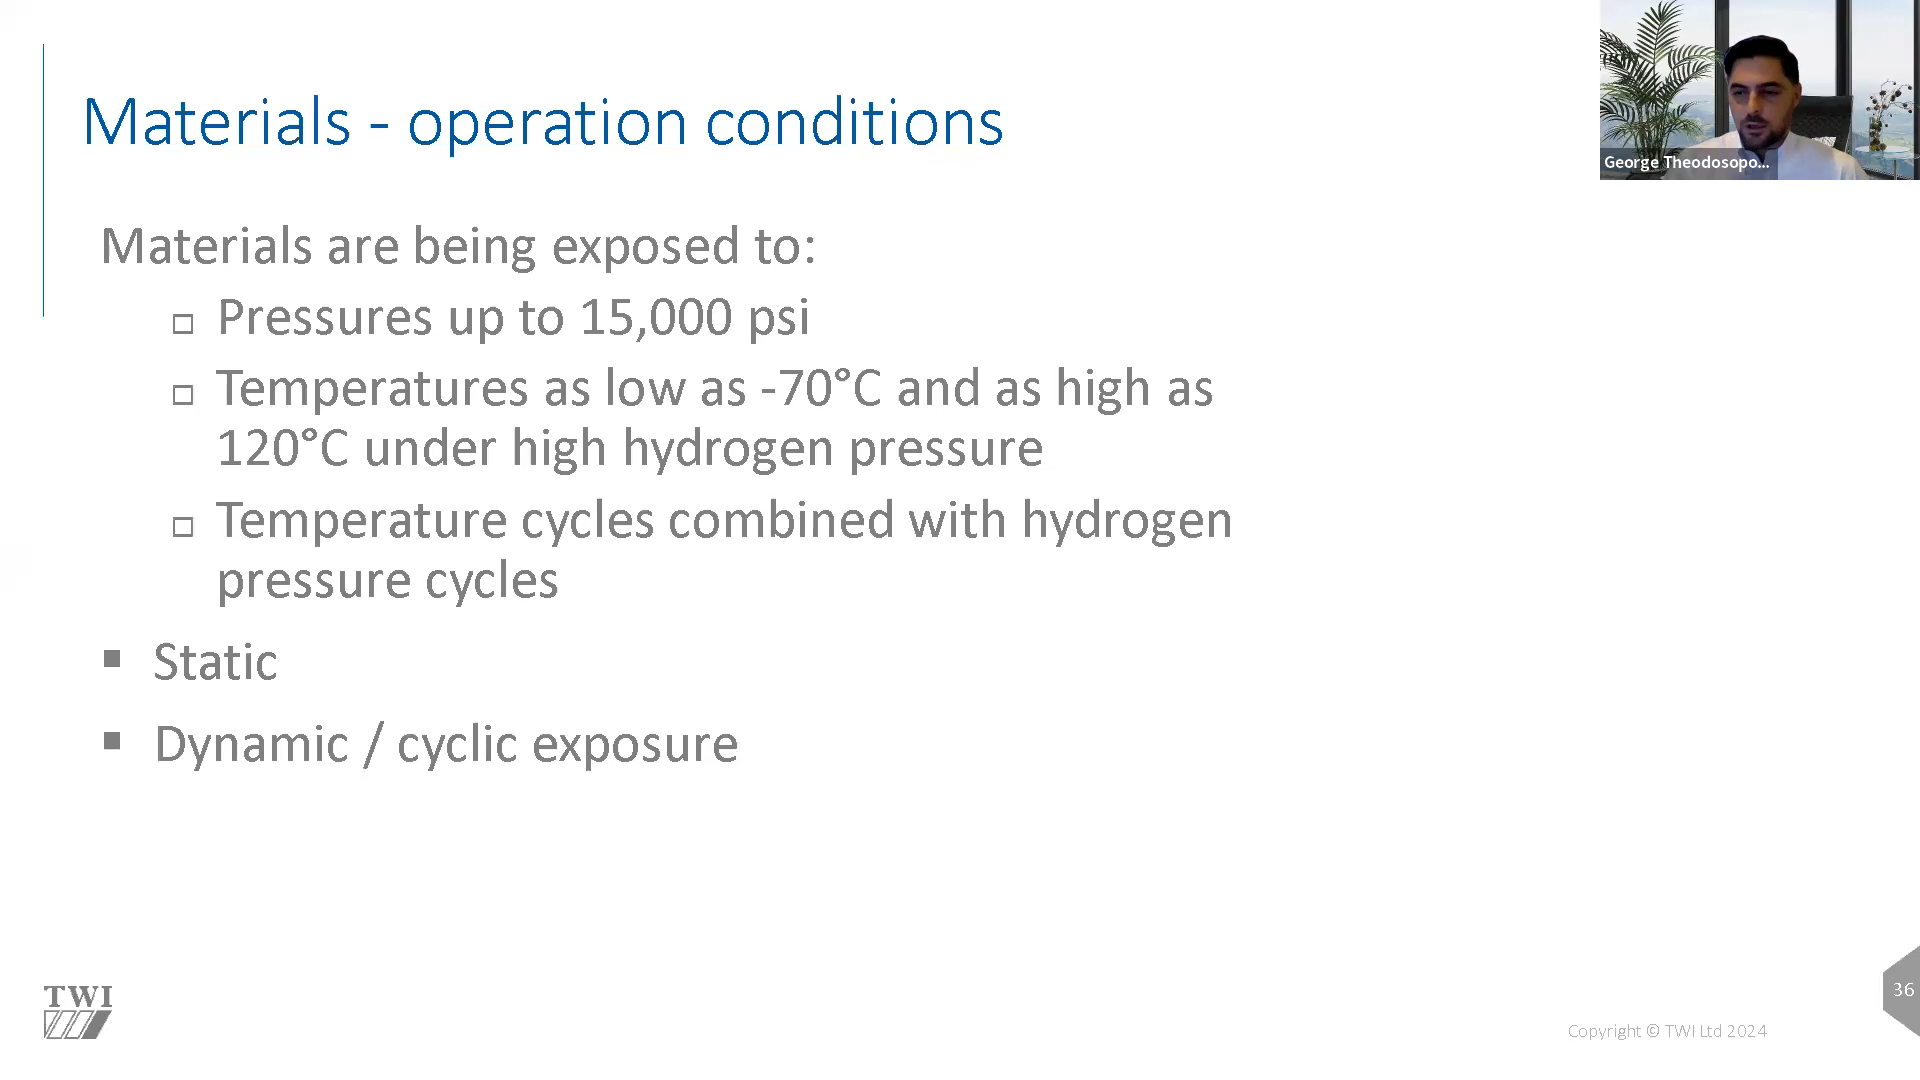 Materials - operation conditions
George Theodosopo...
Materials are being exposed to:
Pressures up to 15,000 psi
Temperatures as low as -70°C and as high as
120°C under high hydrogen pressure
Temperature cycles combined with hydrogen
pressure cycles
Static
Dynamic / cyclic exposure
TWI
36
Copyright © TWI Ltd 2024